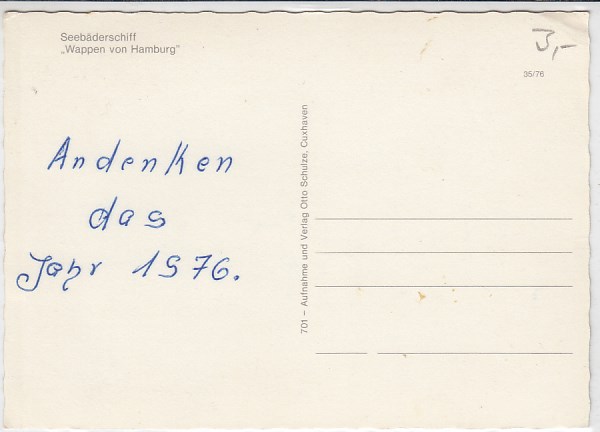 Seebäderschiff
„Wappen von Hamburg"
3,-
35/76
Andenken
das
Jahr 1976.
701 – Aufnahme und Verlag Otto Schulze, Cuxhaven